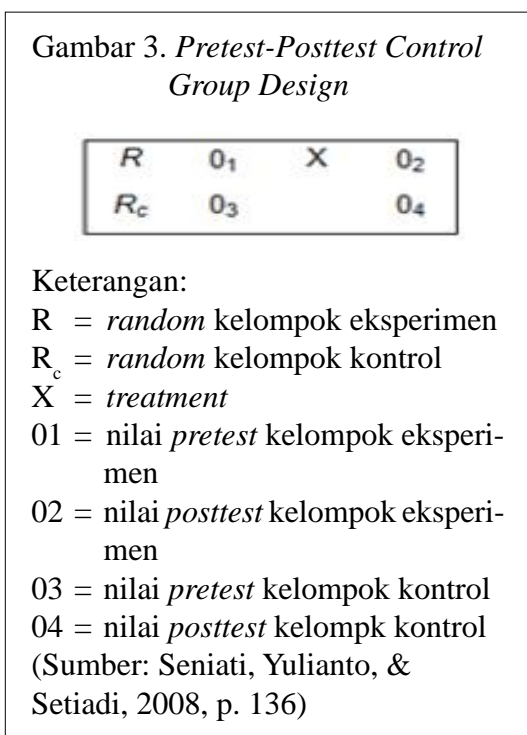 Gambar 3. Pretest-Posttest Control
Group Design
R 0₁ X 0₂
R꜀ 0₃ 0₄
Keterangan:
R = random kelompok eksperimen
R꜀ = random kelompok kontrol
X = treatment
01 = nilai pretest kelompok eksperi-
men
02 = nilai posttest kelompok eksperi-
men
03 = nilai pretest kelompok kontrol
04 = nilai posttest kelompk kontrol
(Sumber: Seniati, Yulianto, &
Setiadi, 2008, p. 136)